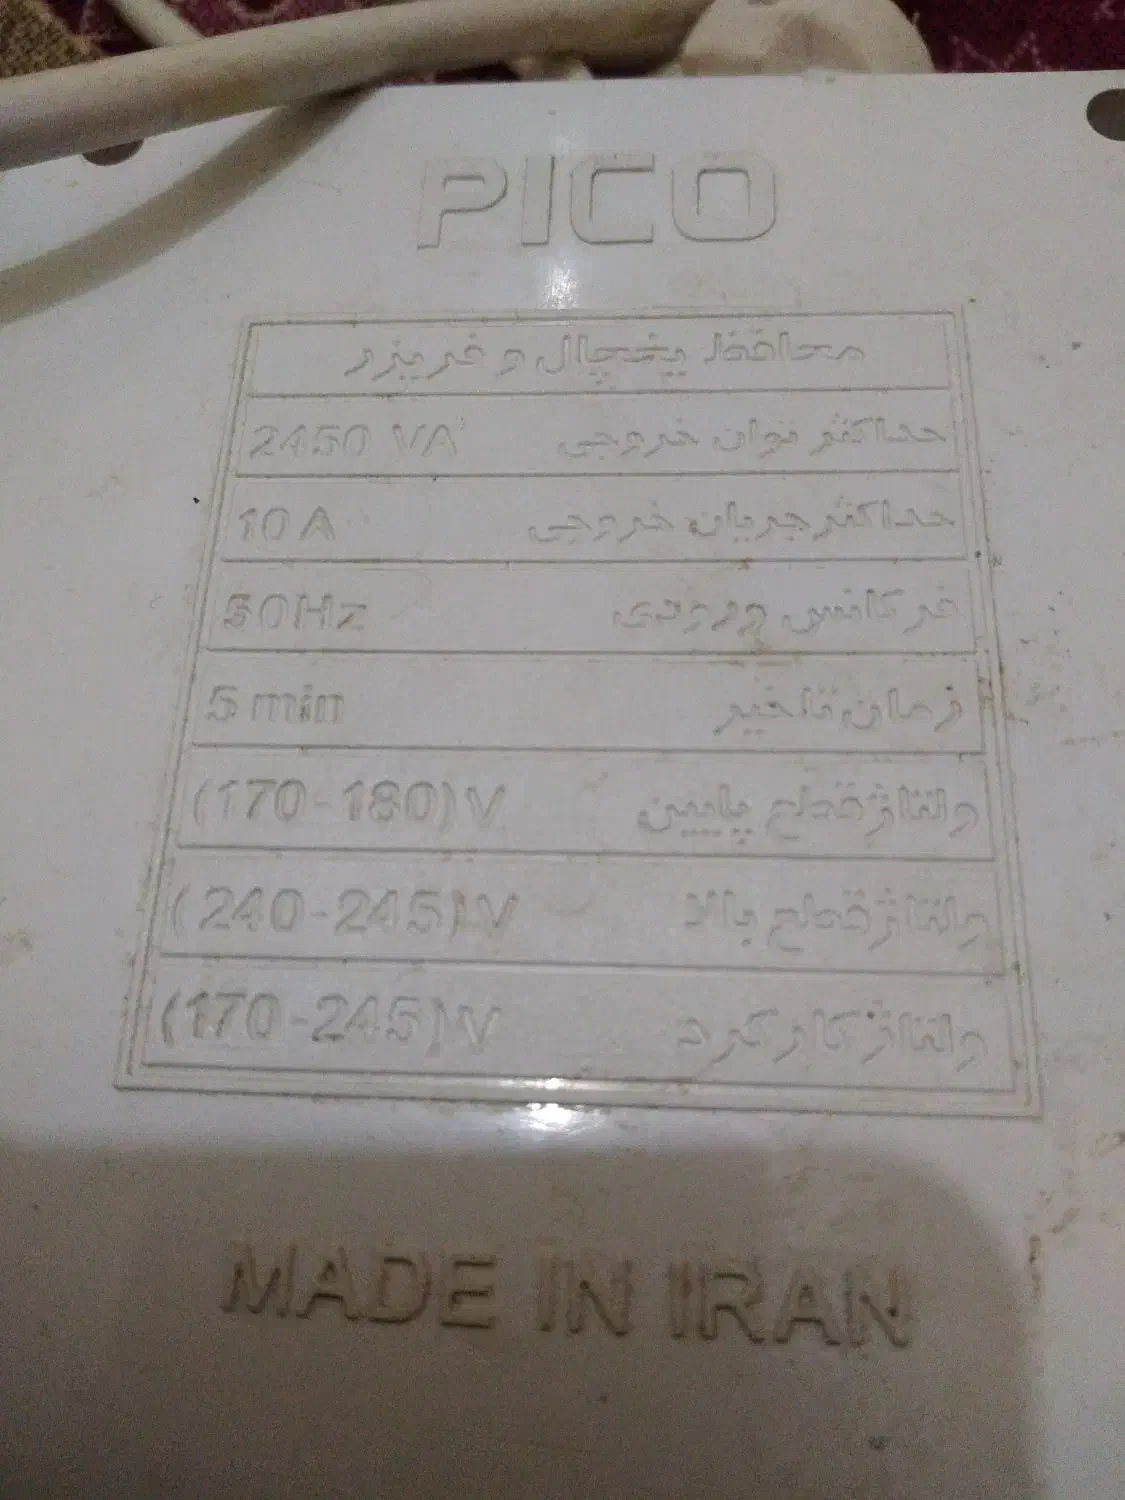 PICO
محافظ یخچال و فریزر
حداکثر توان خروجی 2450 VA
حداکثر جریان خروجی 10 A
فرکانس ورودی 50Hz
زمان تاخیر 5 min
ولتاژ قطع پایین (170-180) V
ولتاژ قطع بالا (240-245) V
ولتاژ کارکرد (170-245) V
MADE IN IRAN